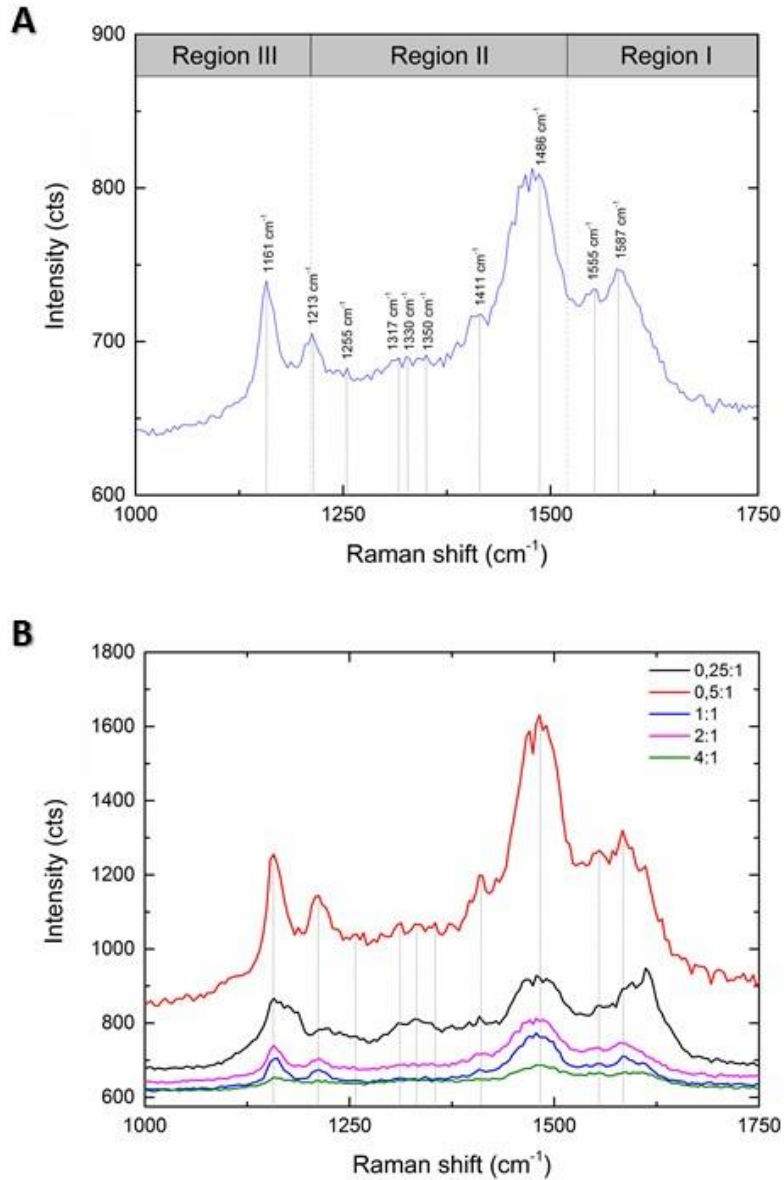 A
Region III Region II Region I
900
800
700
600
Intensity (cts)
1161 cm⁻¹
1213 cm⁻¹
1255 cm⁻¹
1317 cm⁻¹
1330 cm⁻¹
1350 cm⁻¹
1411 cm⁻¹
1486 cm⁻¹
1555 cm⁻¹
1587 cm⁻¹
1000 1250 1500 1750
Raman shift (cm⁻¹)
B
1800
1600
1400
1200
1000
800
600
Intensity (cts)
0,25:1
0,5:1
1:1
2:1
4:1
1000 1250 1500 1750
Raman shift (cm⁻¹)